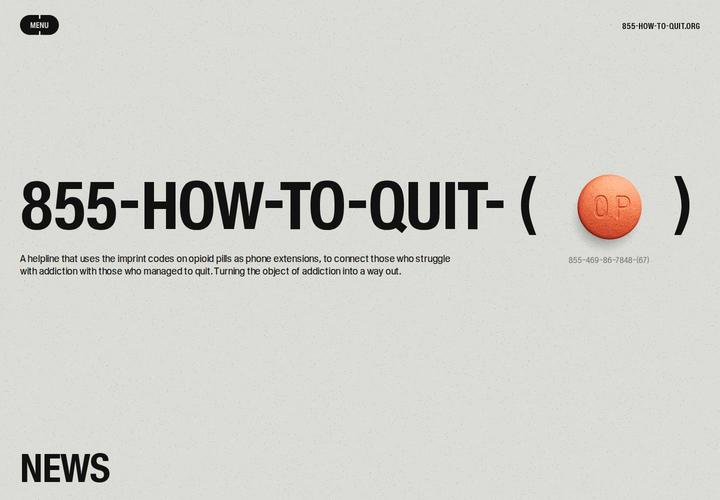 MENU
855-HOW-TO-QUIT.ORG
855-HOW-TO-QUIT- ( OP )
A helpline that uses the imprint codes on opioid pills as phone extensions, to connect those who struggle
with addiction with those who managed to quit. Turning the object of addiction into a way out.
855-469-86-7848-(67)
NEWS